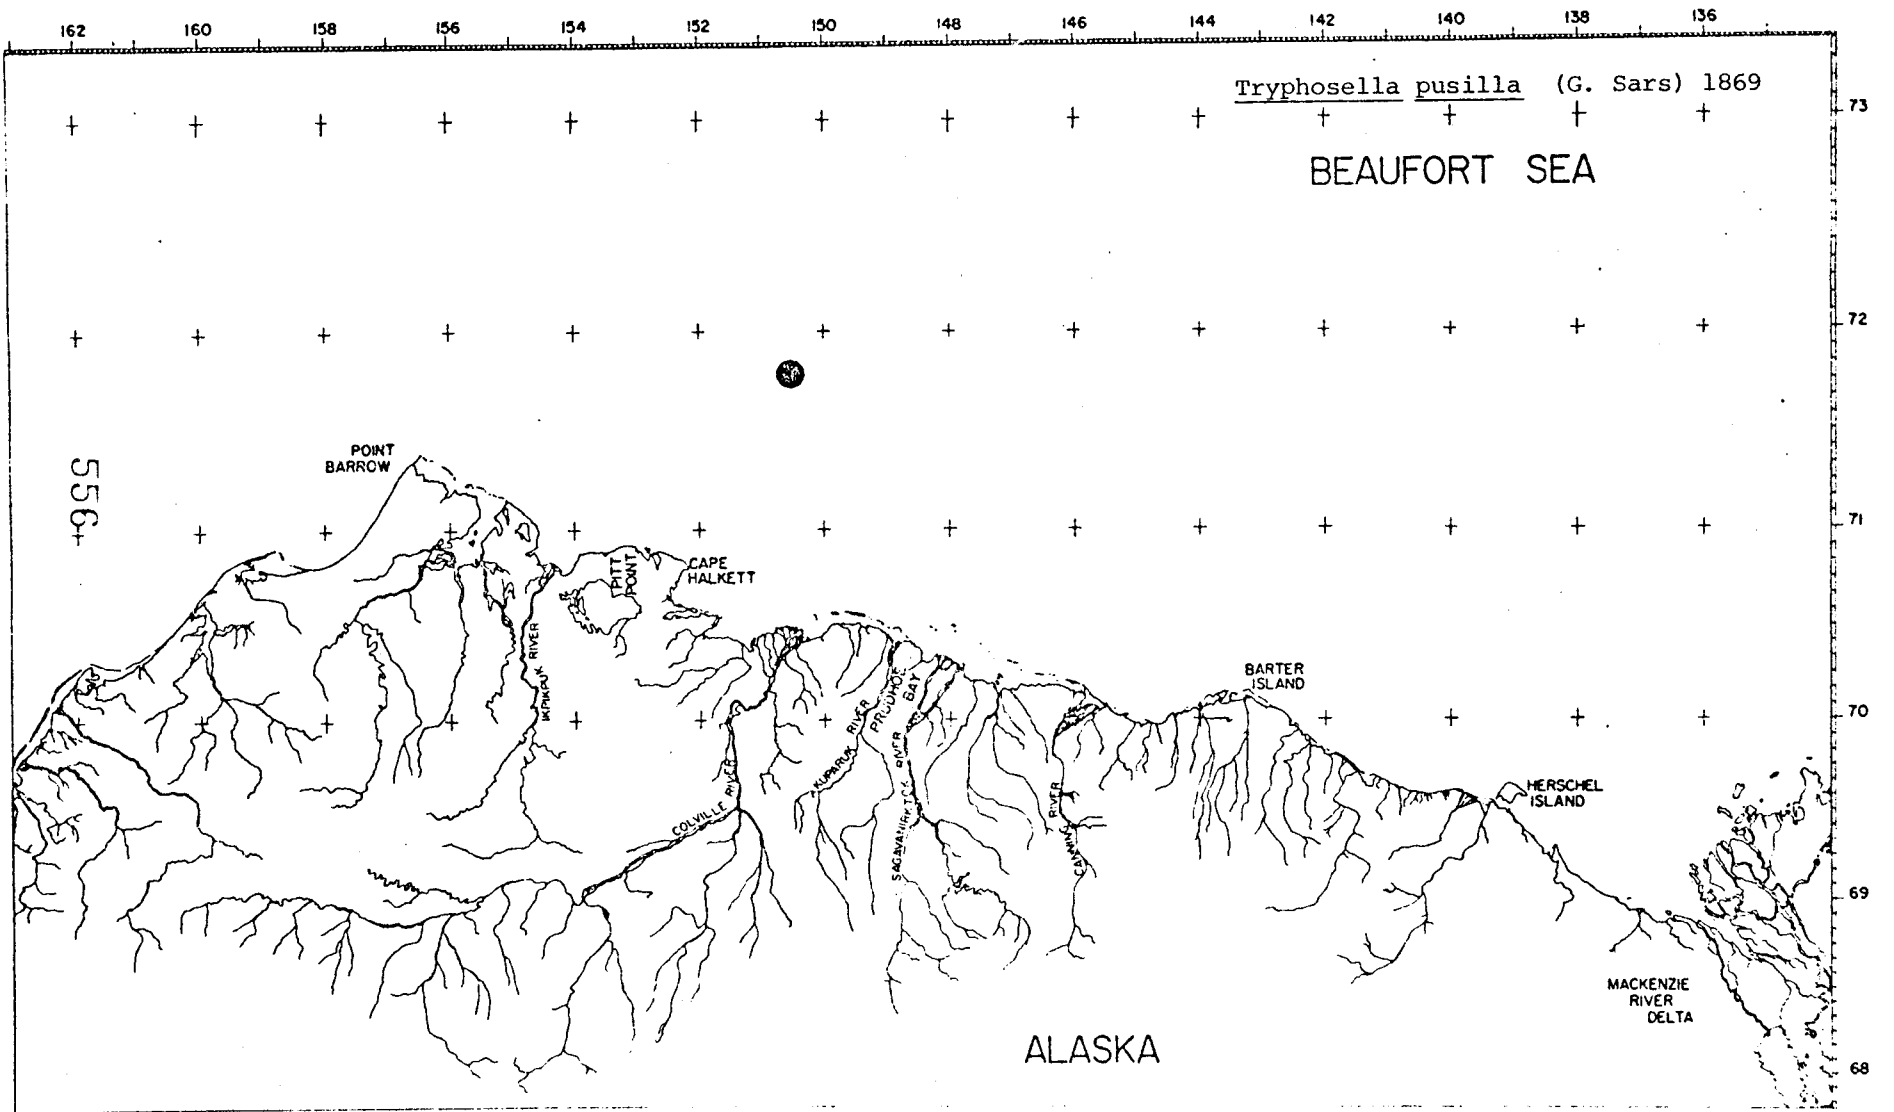 162 160 158 156 154 152 150 148 146 144 142 140 138 136
Tryphosella pusilla (G. Sars) 1869
73
BEAUFORT SEA
72
POINT
BARROW
556
71
PITT
POINT
CAPE
HALKETT
IKPIKPUK RIVER
BARTER
ISLAND
PRUDHOE
BAY
KUPARUK RIVER
70
COLVILLE RIVER
SAGAVANIRKTOK RIVER
CANNING RIVER
HERSCHEL
ISLAND
69
MACKENZIE
RIVER
DELTA
ALASKA
68